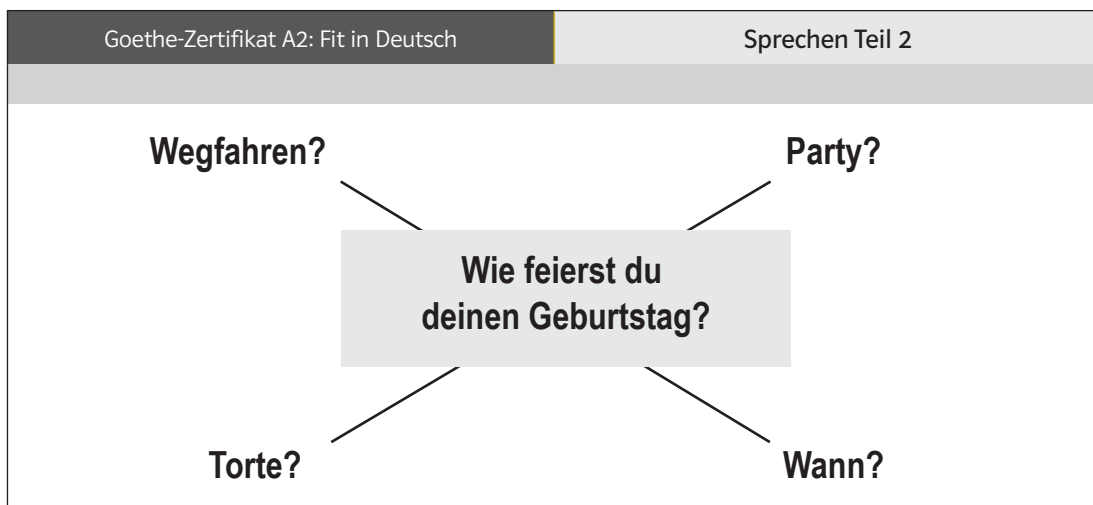 Goethe-Zertifikat A2: Fit in Deutsch
Sprechen Teil 2
Wegfahren?
Party?
Wie feierst du
deinen Geburtstag?
Torte?
Wann?